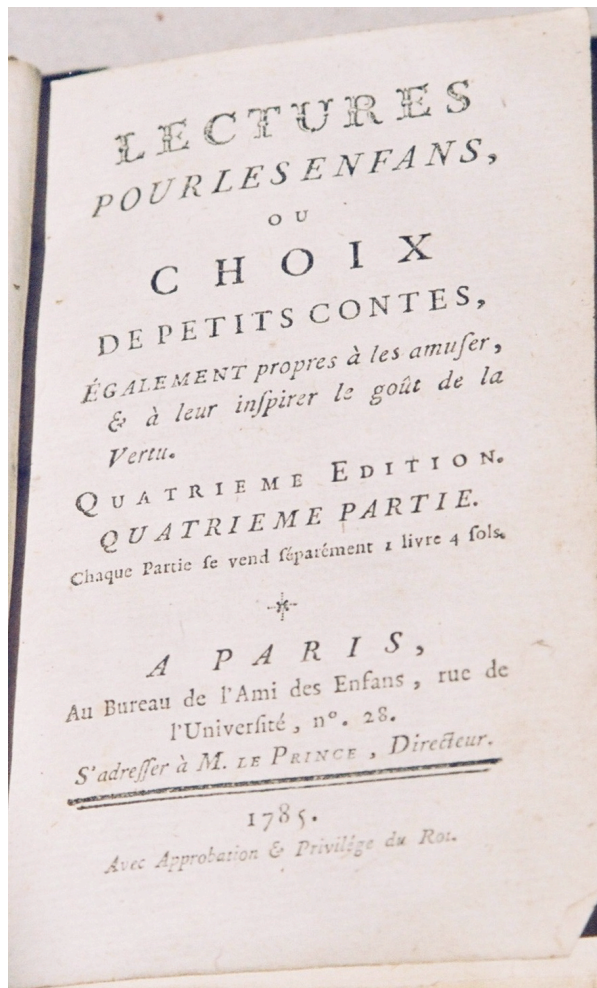 LECTURES
POUR LES ENFANS,
OU
CHOIX
DE PETITS CONTES,
ÉGALEMENT propres à les amuſer,
& à leur inſpirer le goût de la
Vertu.
QUATRIEME EDITION.
QUATRIEME PARTIE.
Chaque Partie ſe vend ſéparément 1 livre 4 ſols.
A PARIS,
Au Bureau de l'Ami des Enfans, rue de
l'Univerſité, nº. 28.
S'adreſſer à M. LE PRINCE, Directeur.
1785.
Avec Approbation & Privilége du Roi.